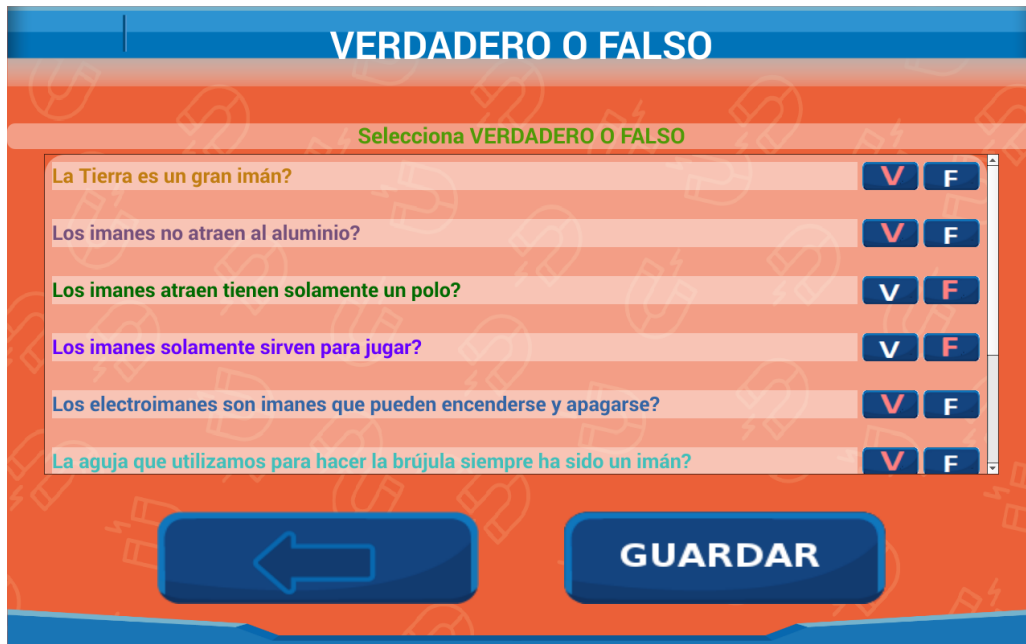 VERDADERO O FALSO
Selecciona VERDADERO O FALSO
La Tierra es un gran imán? V F
Los imanes no atraen al aluminio? V F
Los imanes atraen tienen solamente un polo? V F
Los imanes solamente sirven para jugar? V F
Los electroimanes son imanes que pueden encenderse y apagarse? V F
La aguja que utilizamos para hacer la brújula siempre ha sido un imán? V F
GUARDAR